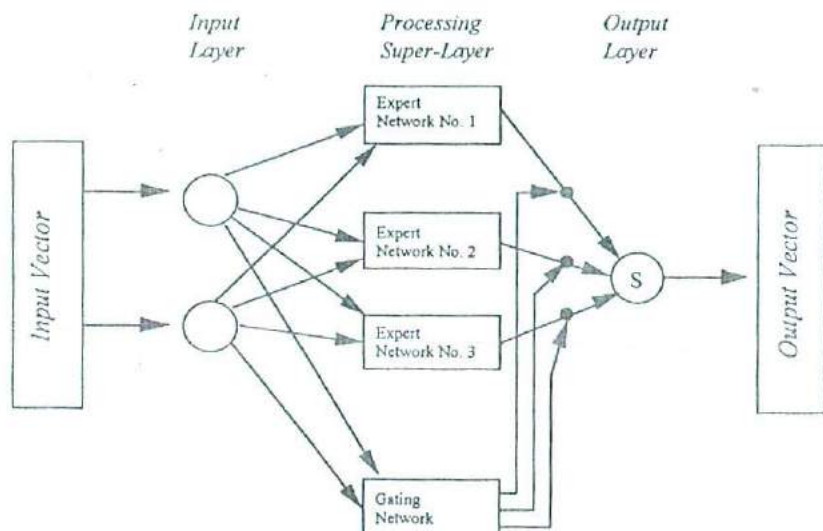 Input
Layer
Processing
Super-Layer
Output
Layer
Input Vector
Expert
Network No. 1
Expert
Network No. 2
Expert
Network No. 3
Gating
Network
S
Output Vector